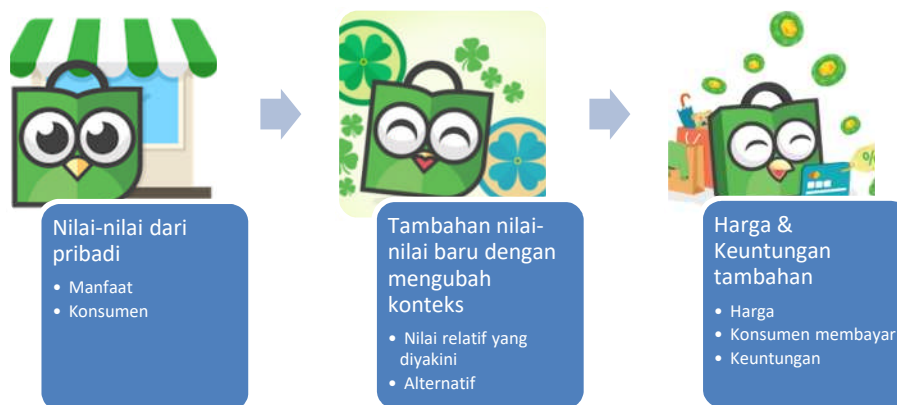 Nilai-nilai dari
pribadi
• Manfaat
• Konsumen
Tambahan nilai-
nilai baru dengan
mengubah
konteks
• Nilai relatif yang
diyakini
• Alternatif
%
Harga &
Keuntungan
tambahan
• Harga
• Konsumen membayar
• Keuntungan